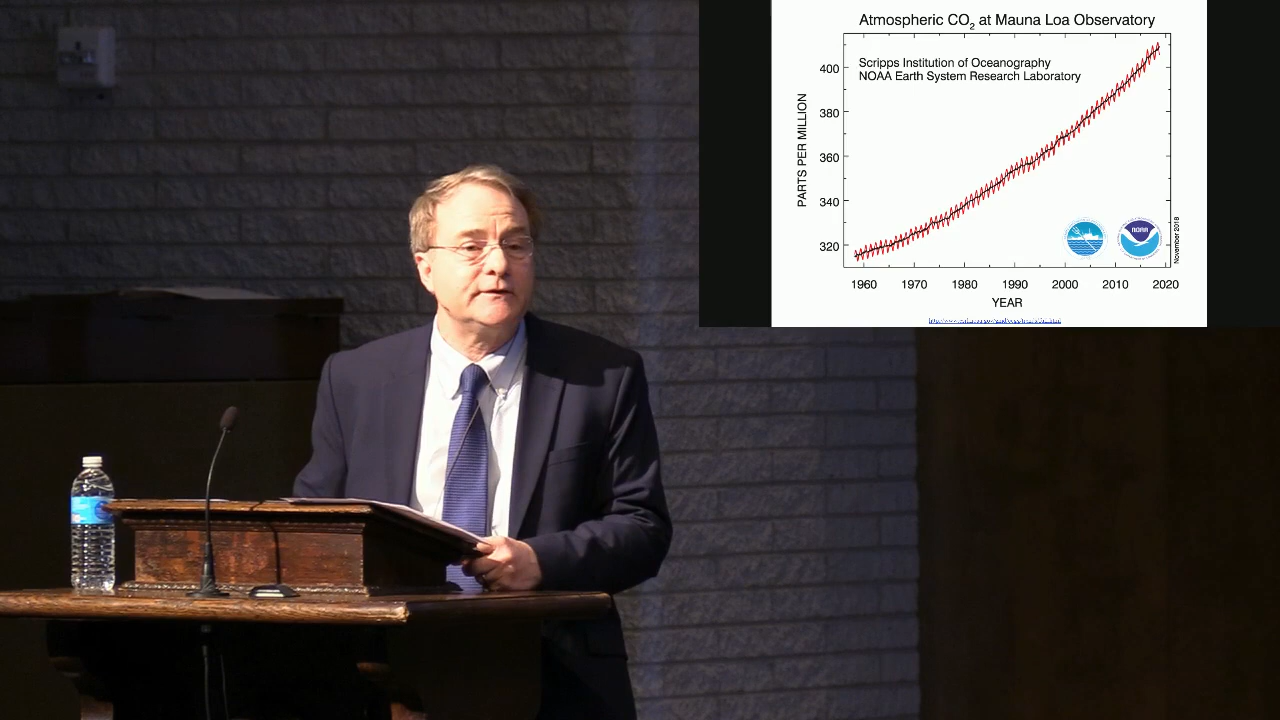 Atmospheric CO₂ at Mauna Loa Observatory
Scripps Institution of Oceanography
NOAA Earth System Research Laboratory
PARTS PER MILLION
400
380
360
340
320
NOAA
November 2018
1960 1970 1980 1990 2000 2010 2020
YEAR